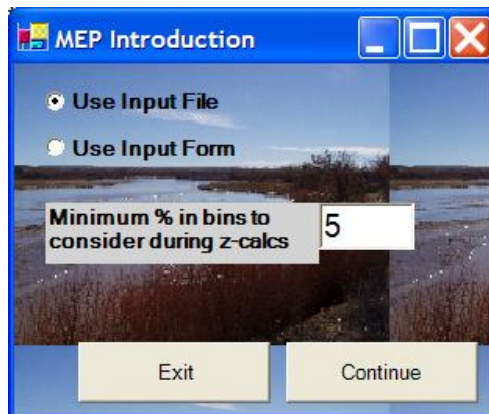 MEP Introduction
Use Input File
Use Input Form
Minimum % in bins to
consider during z-calcs
5
Exit
Continue